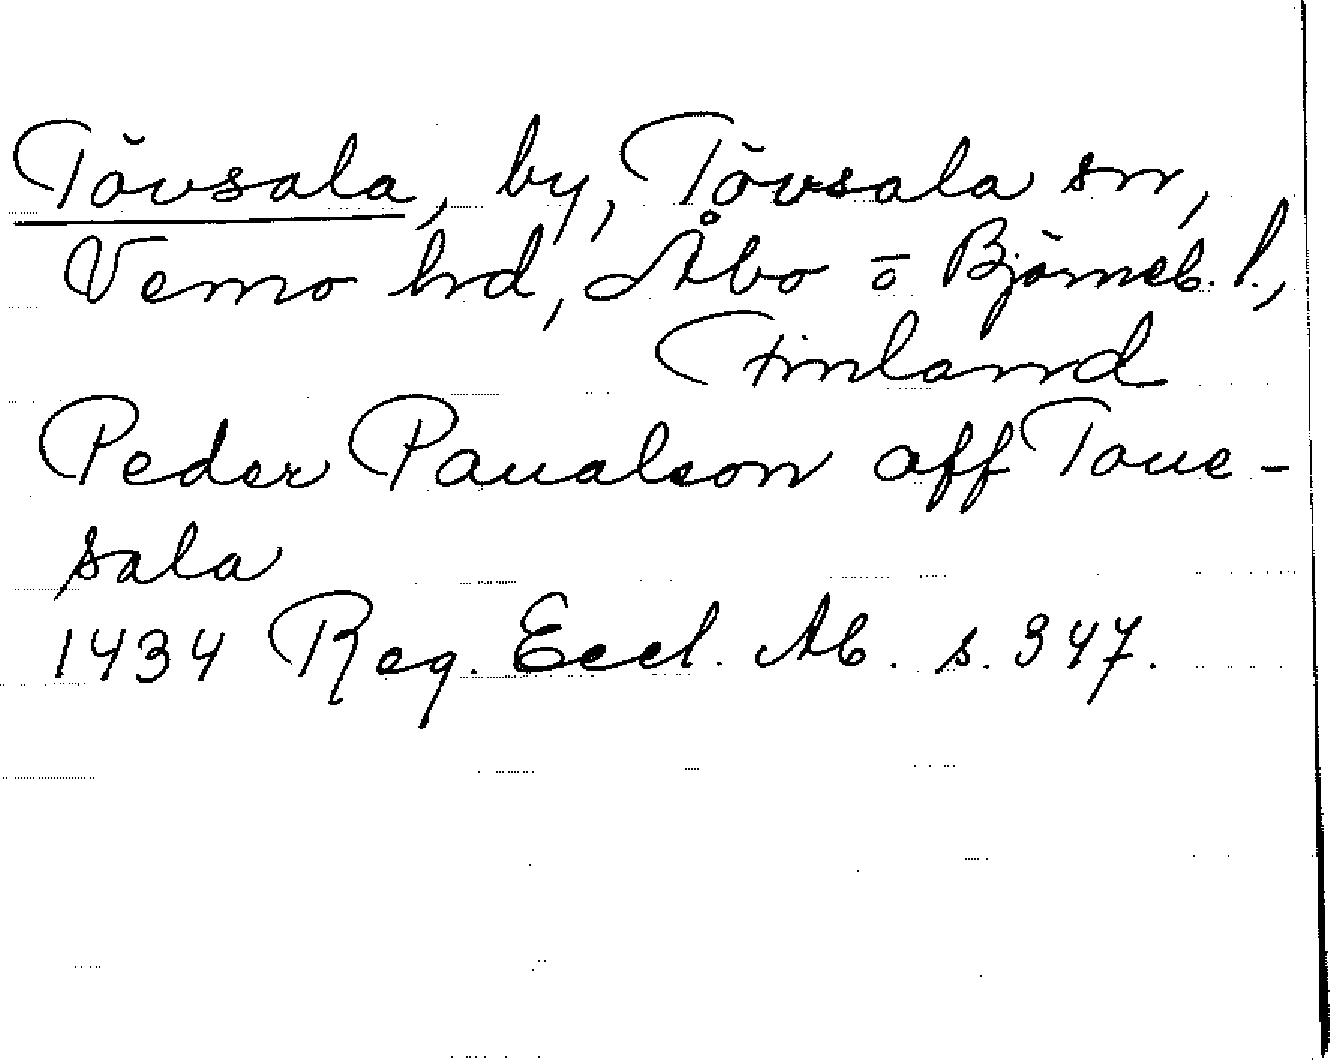 Tövsala, by, Tövsala sn,
Vemo hd, Åbo o Björneb. l.,
Finland
Peder Paualson aff Toue-
sala
1434 Reg. Eccl. Ab. s. 347.